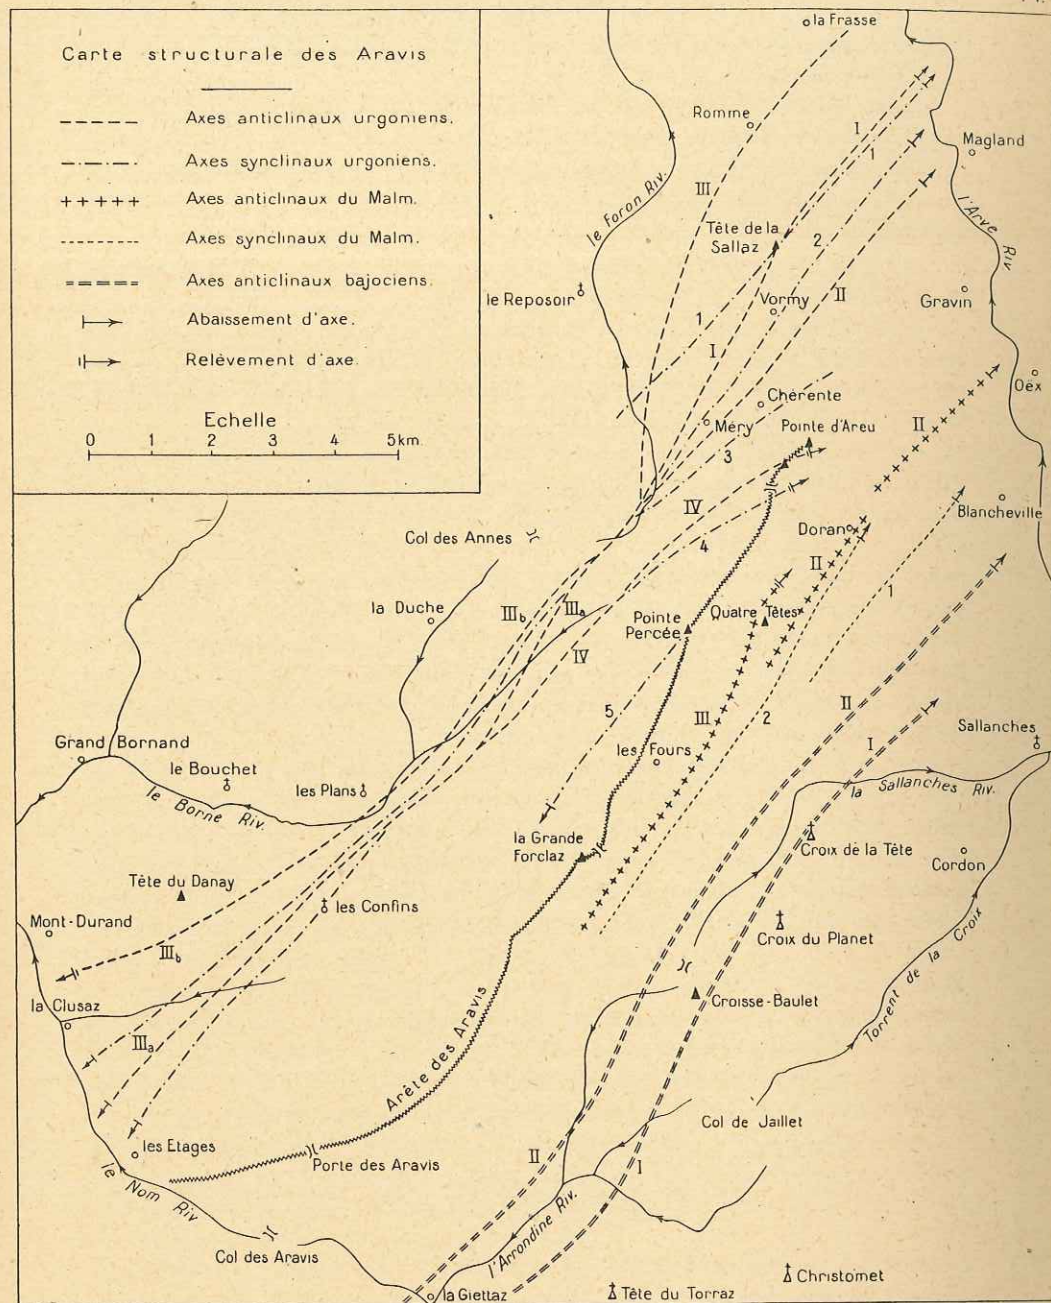 Carte structurale des Aravis
Axes anticlinaux urgoniens.
Axes synclinaux urgoniens.
Axes anticlinaux du Malm.
Axes synclinaux du Malm.
Axes anticlinaux bajociens.
Abaissement d'axe.
Relèvement d'axe.
Echelle
0 1 2 4 5 km.
la Frasse
Romme
I
1
Magland
le Foron Riv.
III
l'Arve Riv
Tête de la
Sallaz
2
le Reposoir
Vormy
II
Gravin
1
I
Chérente
Oëx
Méry
Pointe d'Areu
II
3
IV
Blancheville
Col des Annes
4
Doran
II
1
la Duche
IIIb
IIIa
Quatre Têtes
Pointe
Percée
IV
5
III
2
II
I
Sallanches
Grand Bornand
le Bouchet
les Plans
les Fours
le Borne Riv.
la Sallanches Riv.
la Grande
Forclaz
Croix de la Tête
Cordon
Tête du Danay
les Confins
Mont-Durand
Croix du Planet
IIIb
Torrent de la Croix
la Clusaz
Croisse-Baulet
IIIa
Arête des Aravis
Col de Jaillet
les Etages
II
I
Porte des Aravis
le Nom Riv
l'Arrondine Riv.
Col des Aravis
Christomet
la Giettaz
Tête du Torraz